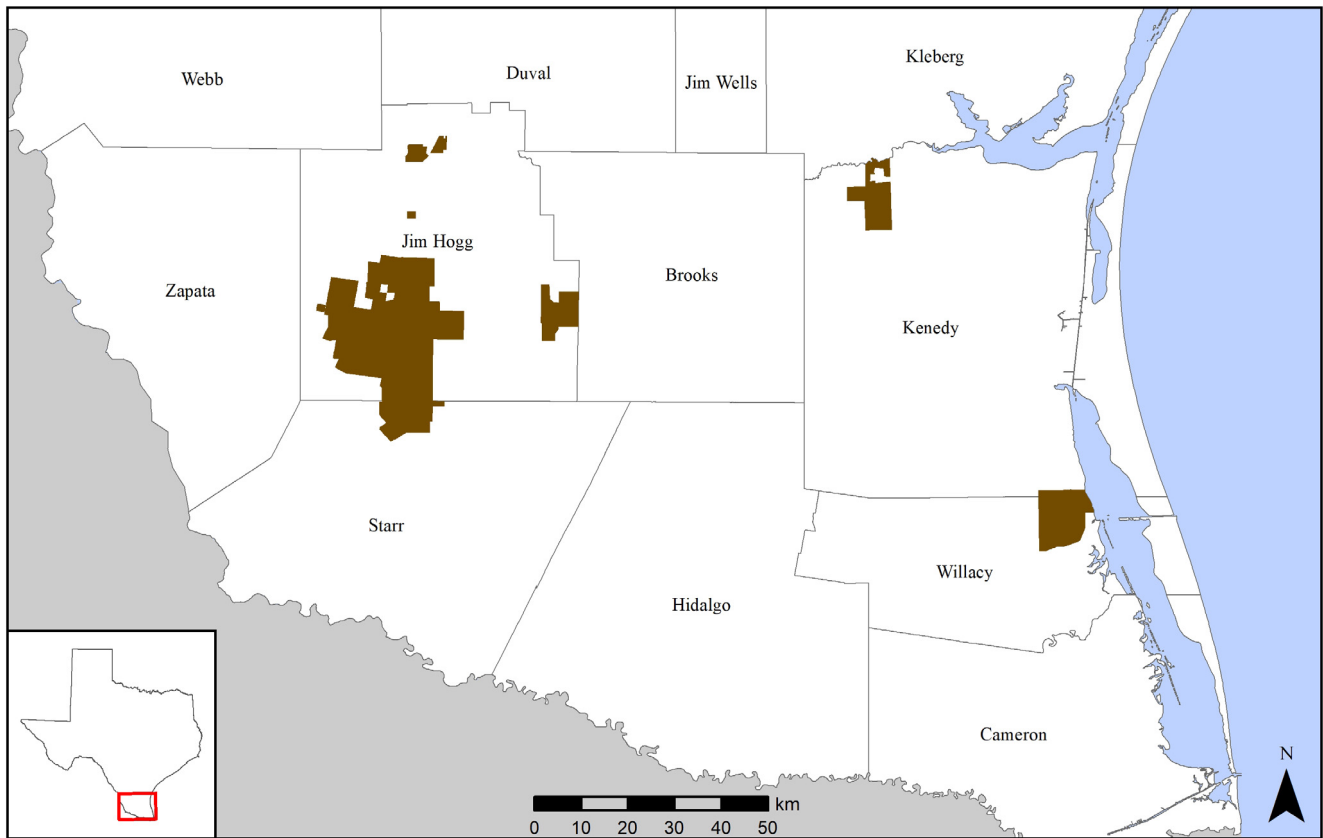 Webb
Duval
Jim Wells
Kleberg
Jim Hogg
Zapata
Brooks
Kenedy
Starr
Willacy
Hidalgo
Cameron
N
km
0 10 20 30 40 50